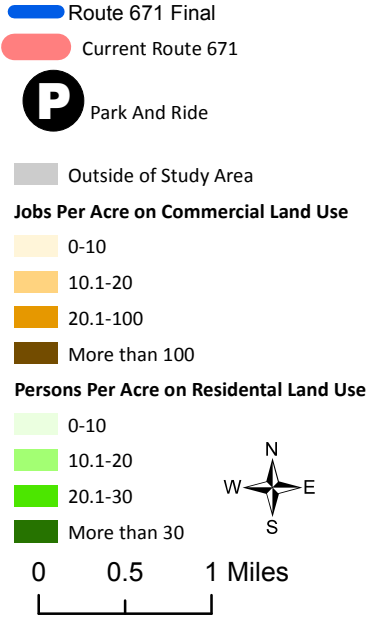 Route 671 Final
Current Route 671
P
Park And Ride
Outside of Study Area
Jobs Per Acre on Commercial Land Use
0-10
10.1-20
20.1-100
More than 100
Persons Per Acre on Residental Land Use
0-10
10.1-20
20.1-30
More than 30
N
W E
S
0 0.5 1 Miles